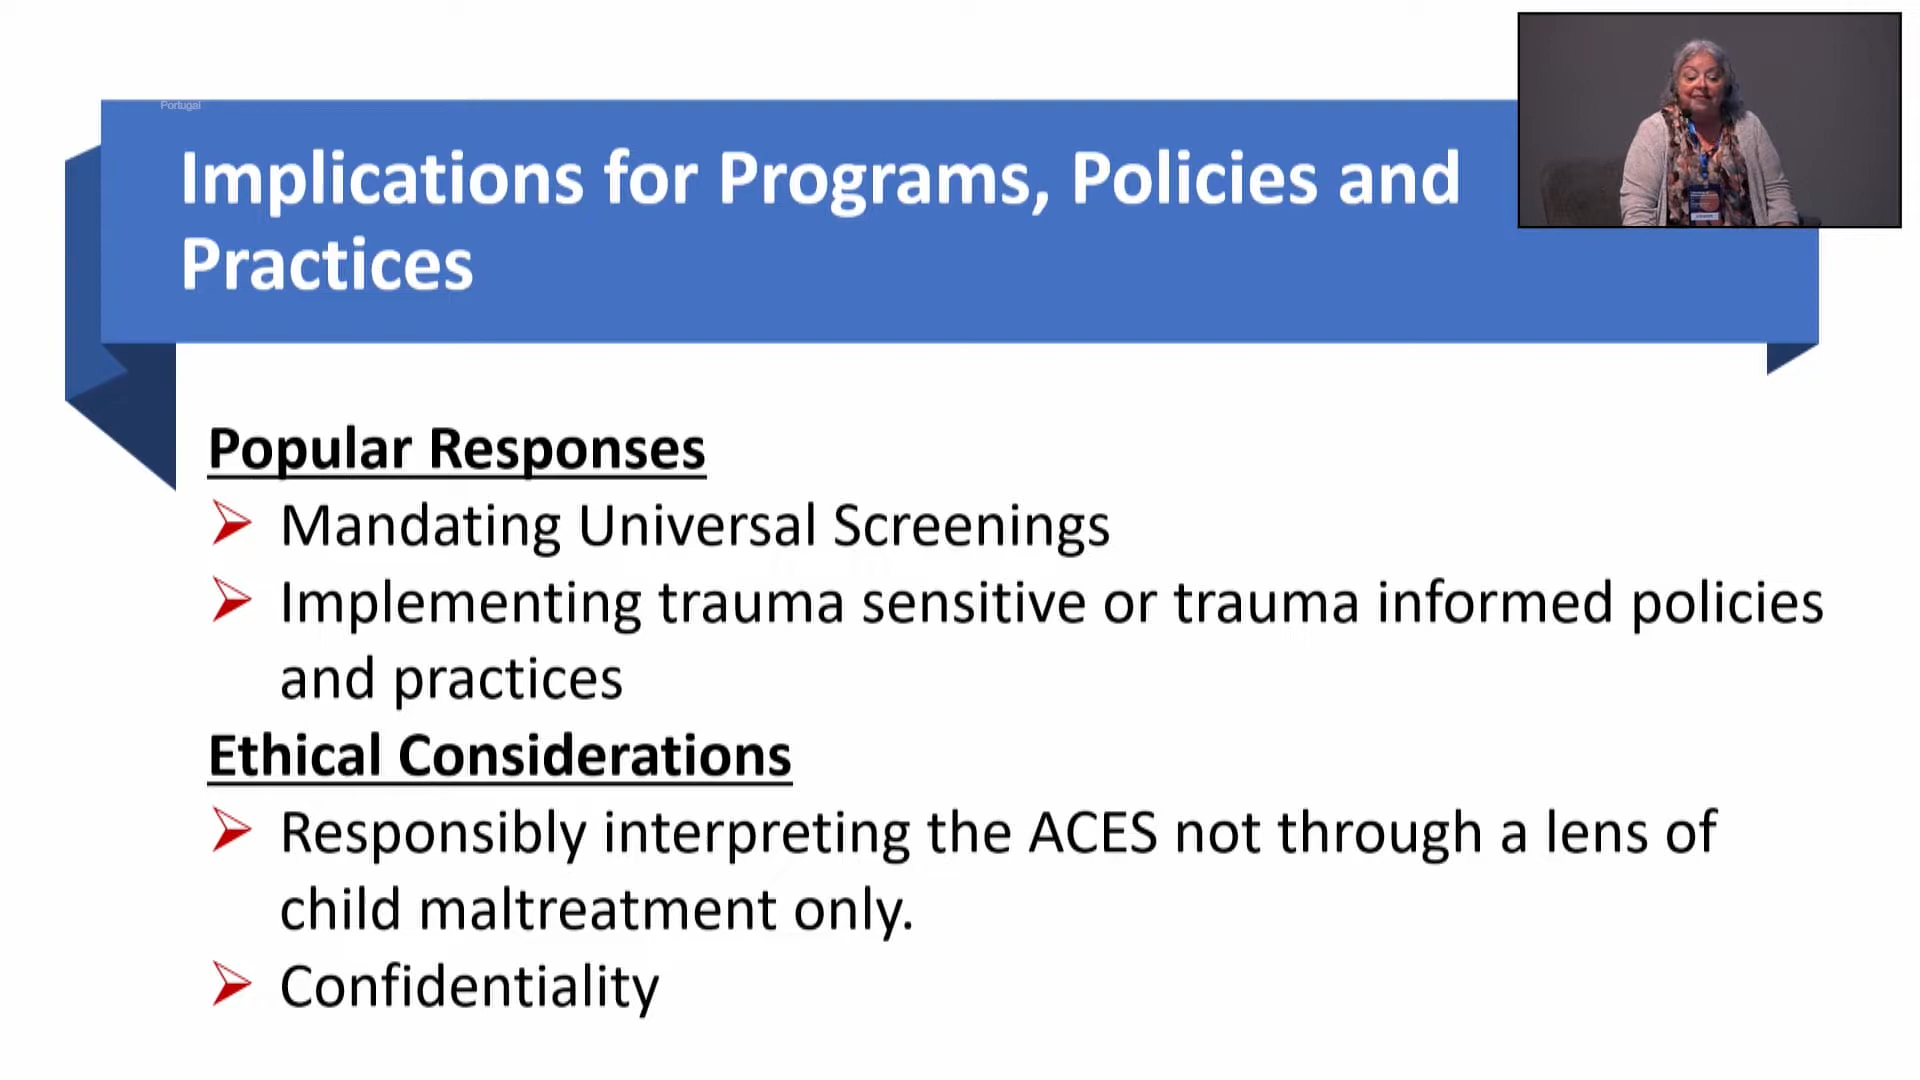 Portugal
Implications for Programs, Policies and
Practices
Popular Responses
Mandating Universal Screenings
Implementing trauma sensitive or trauma informed policies
and practices
Ethical Considerations
Responsibly interpreting the ACES not through a lens of
child maltreatment only.
Confidentiality